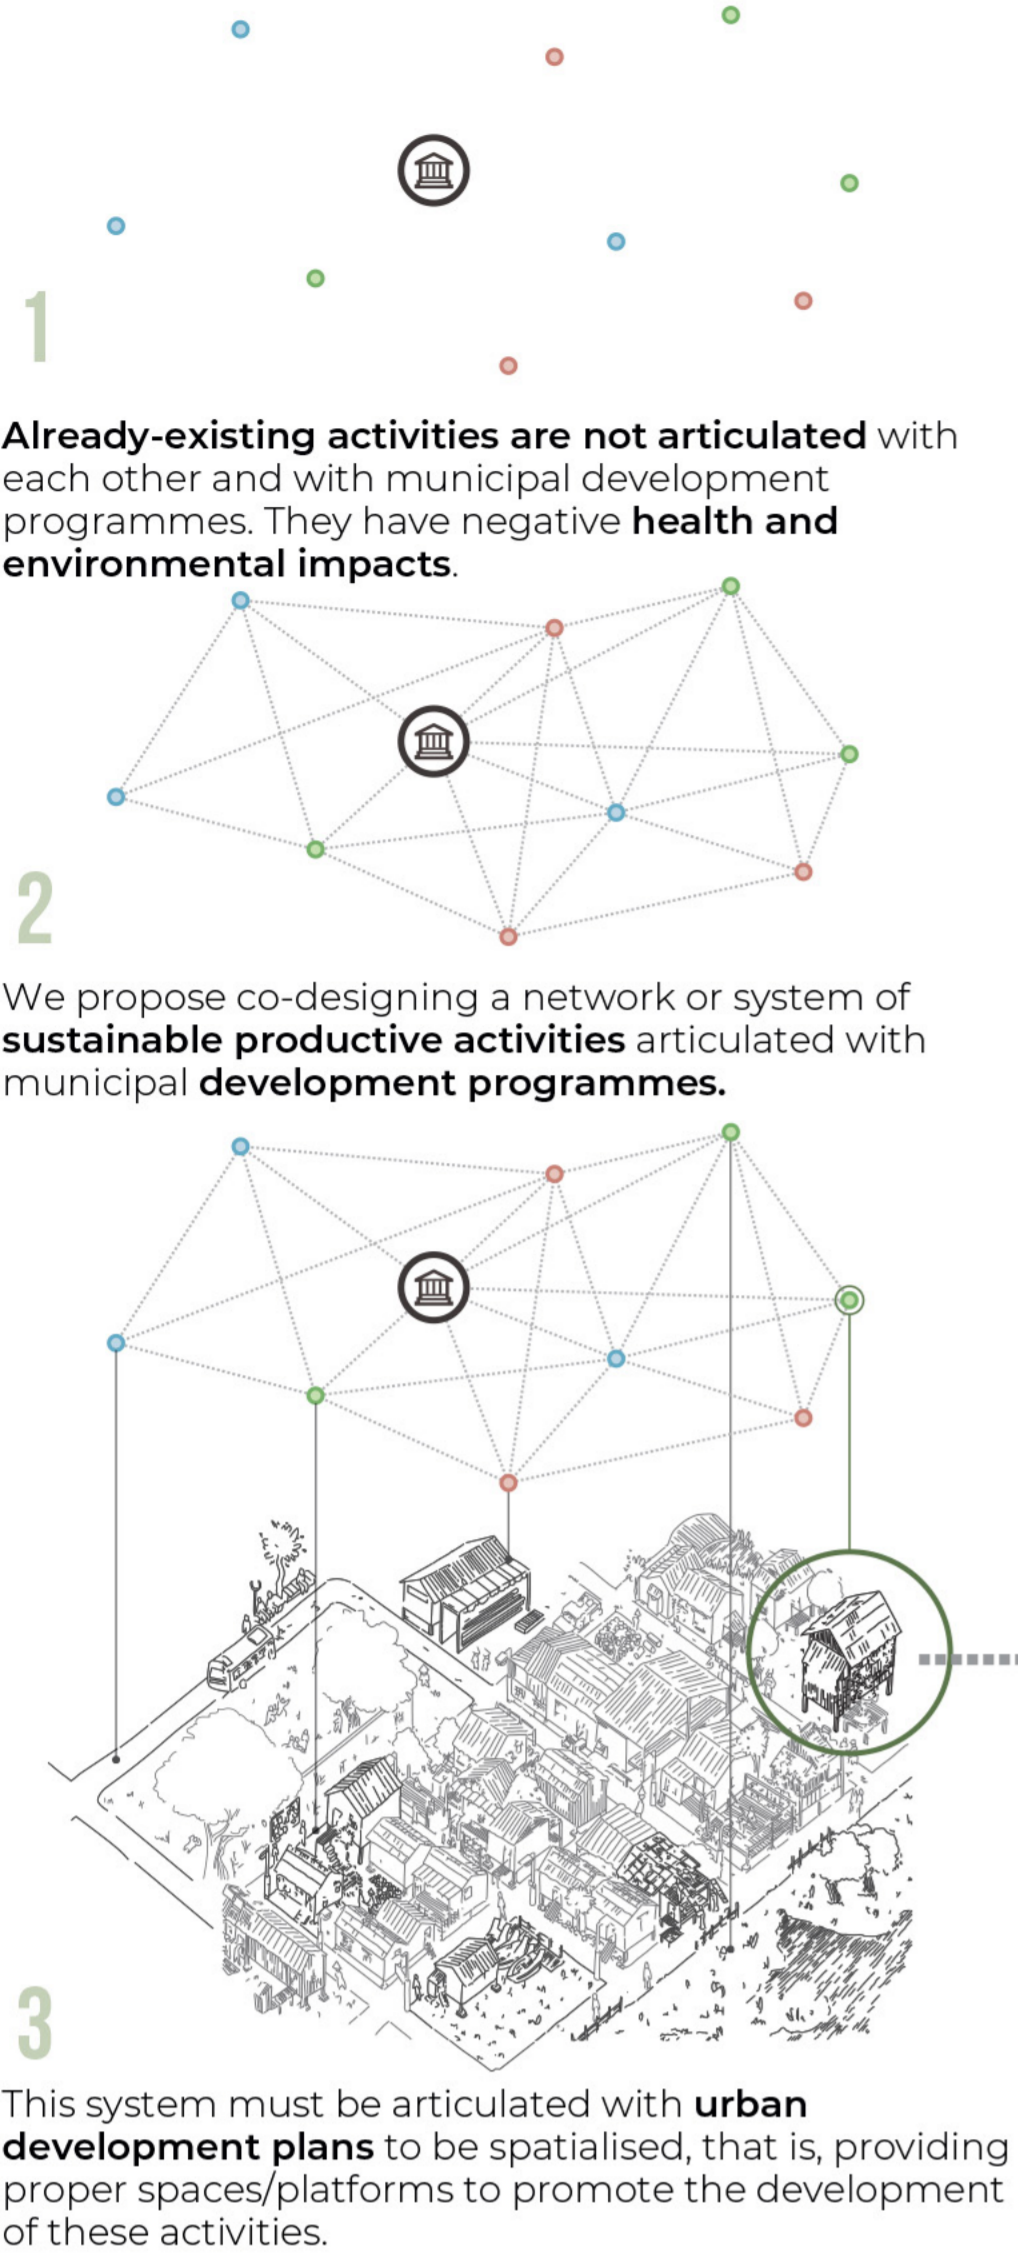 1
Already-existing activities are not articulated with
each other and with municipal development
programmes. They have negative health and
environmental impacts.
2
We propose co-designing a network or system of
sustainable productive activities articulated with
municipal development programmes.
3
This system must be articulated with urban
development plans to be spatialised, that is, providing
proper spaces/platforms to promote the development
of these activities.